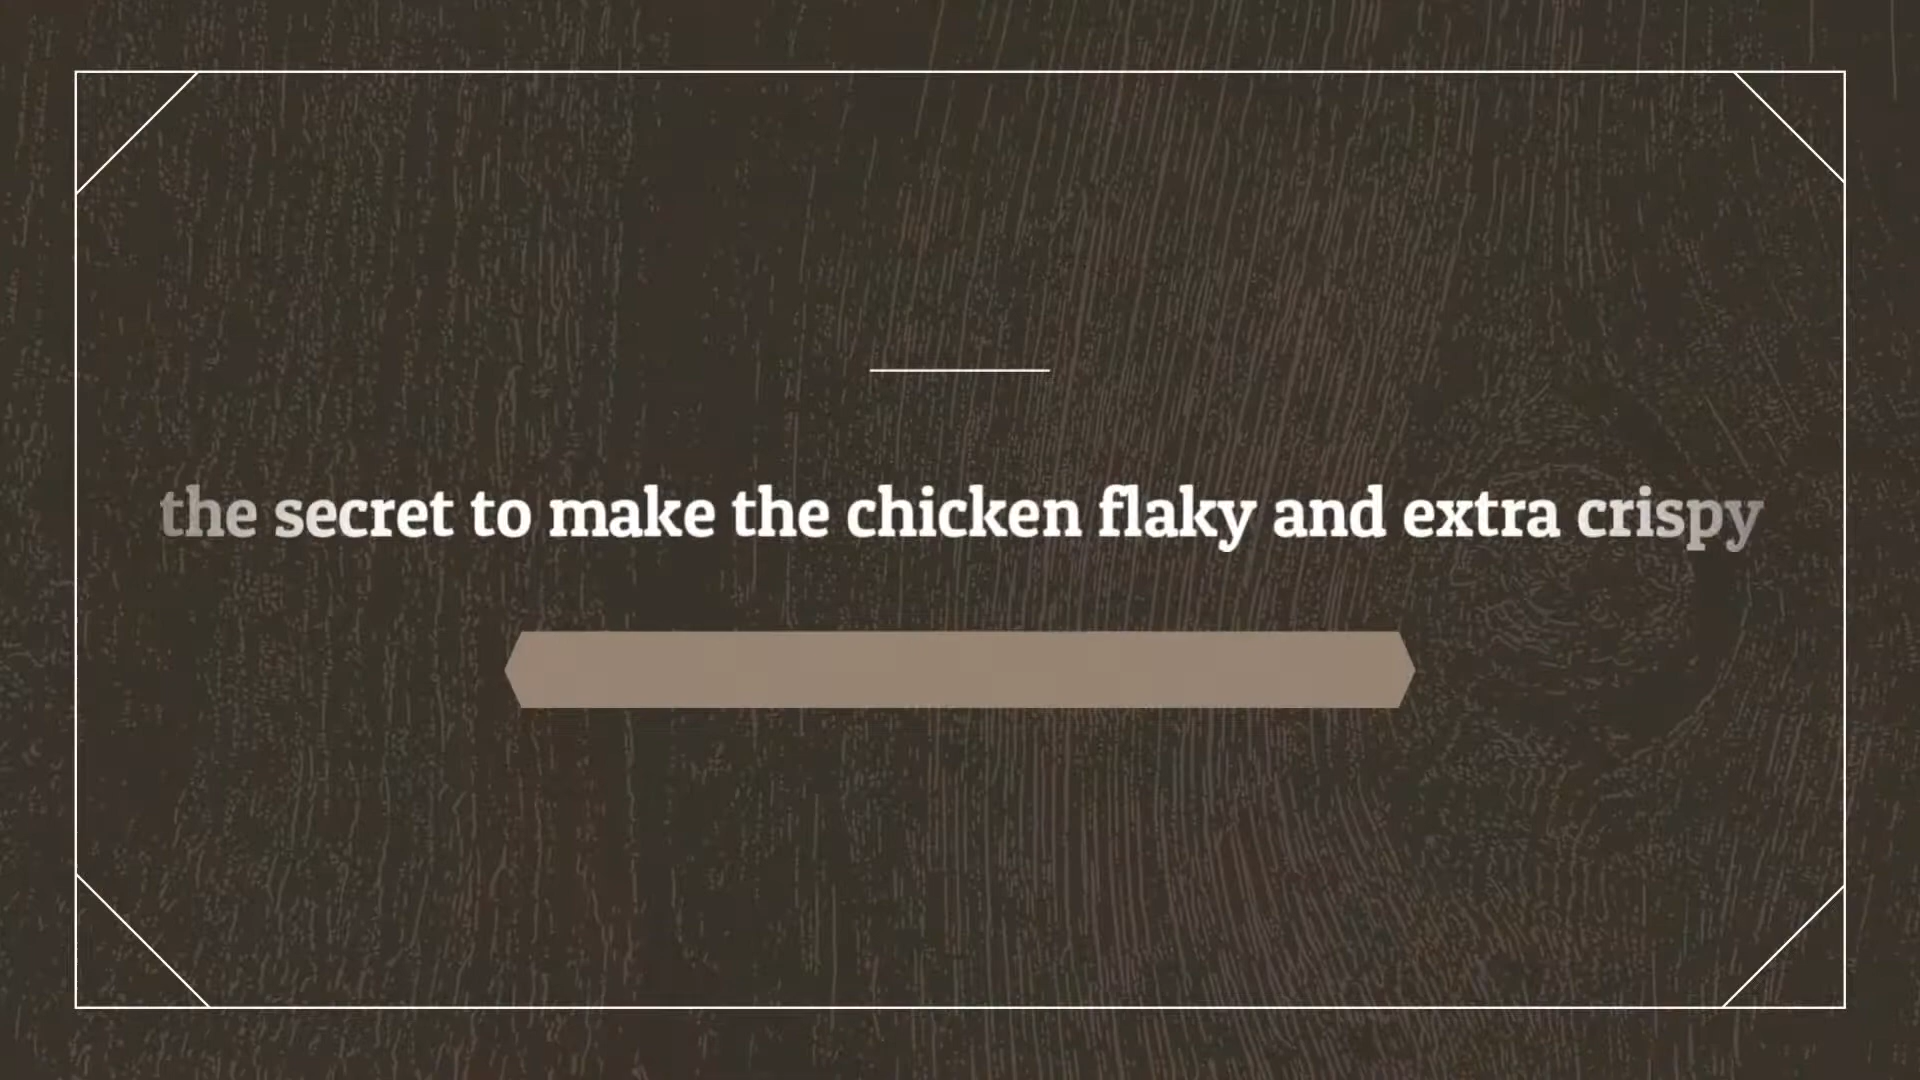 the secret to make the chicken flaky and extra crispy